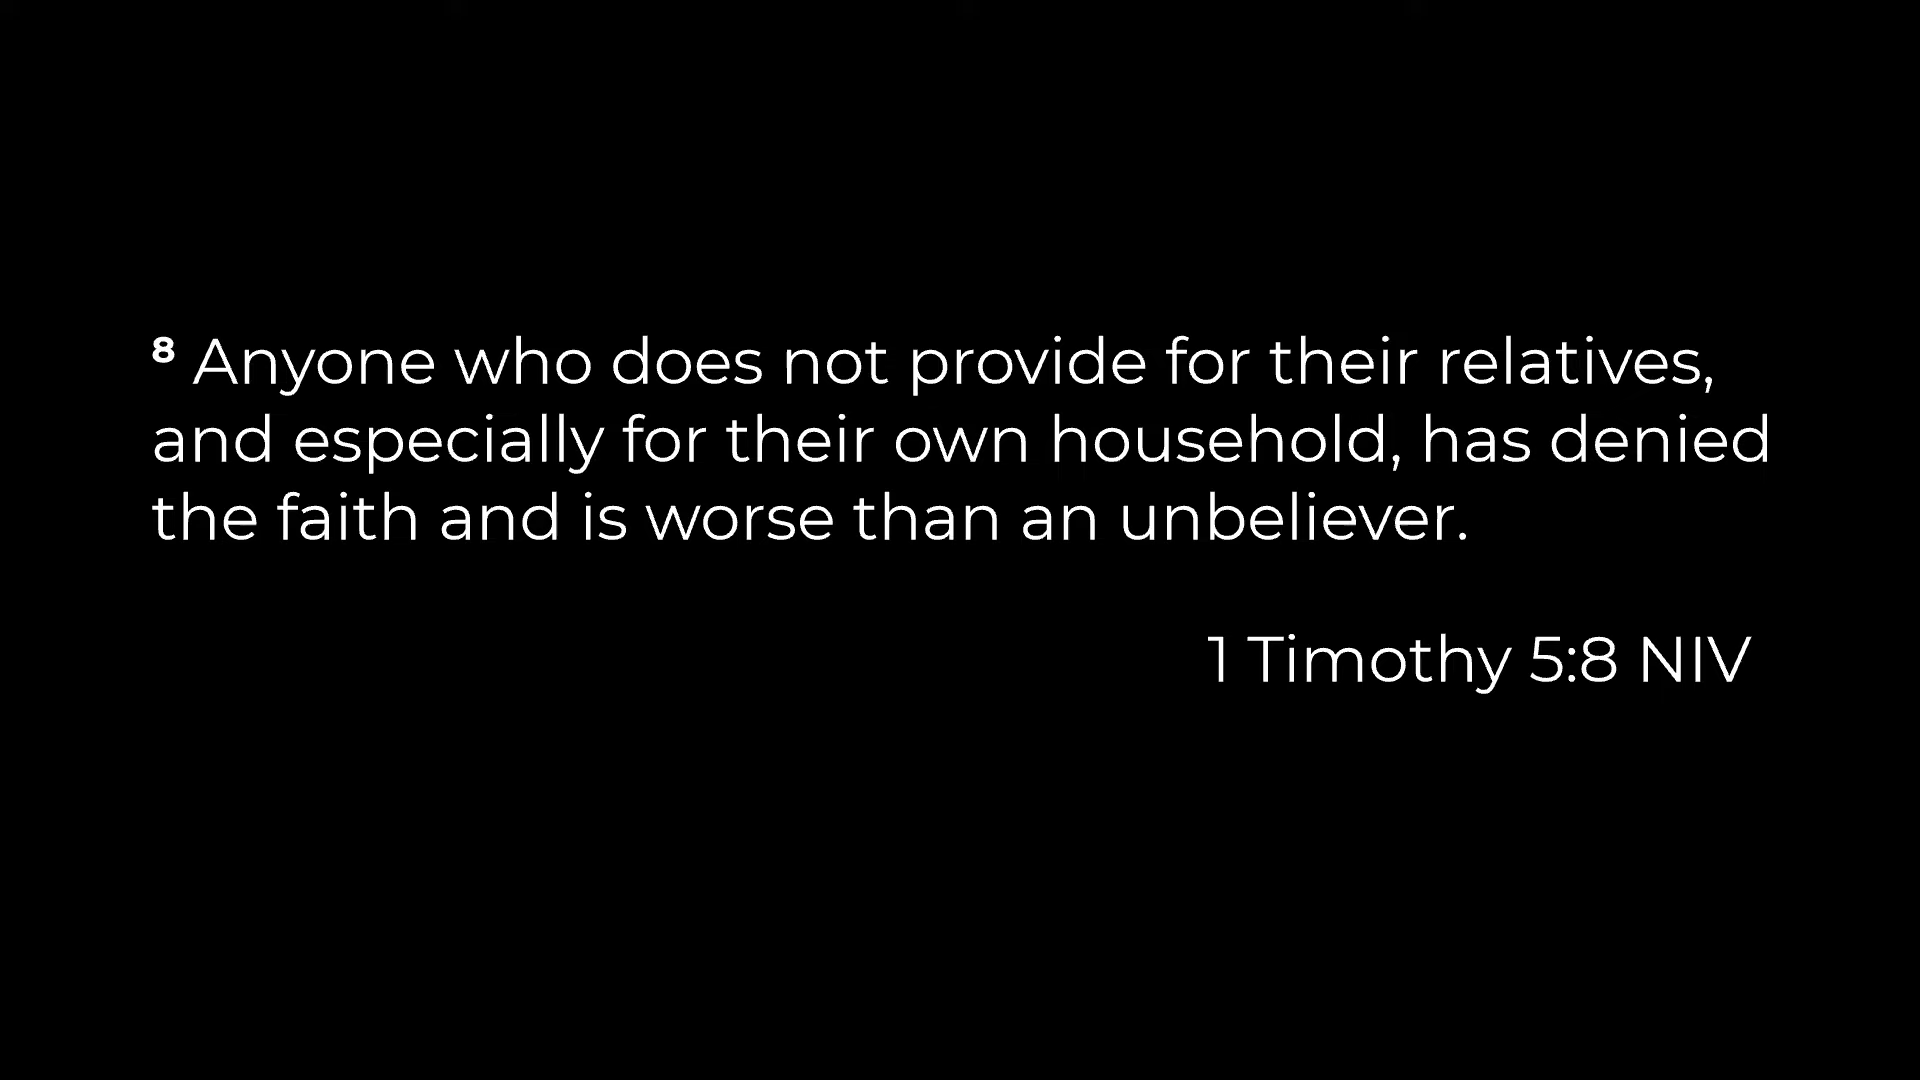 ⁸ Anyone who does not provide for their relatives,
and especially for their own household, has denied
the faith and is worse than an unbeliever.
1 Timothy 5:8 NIV